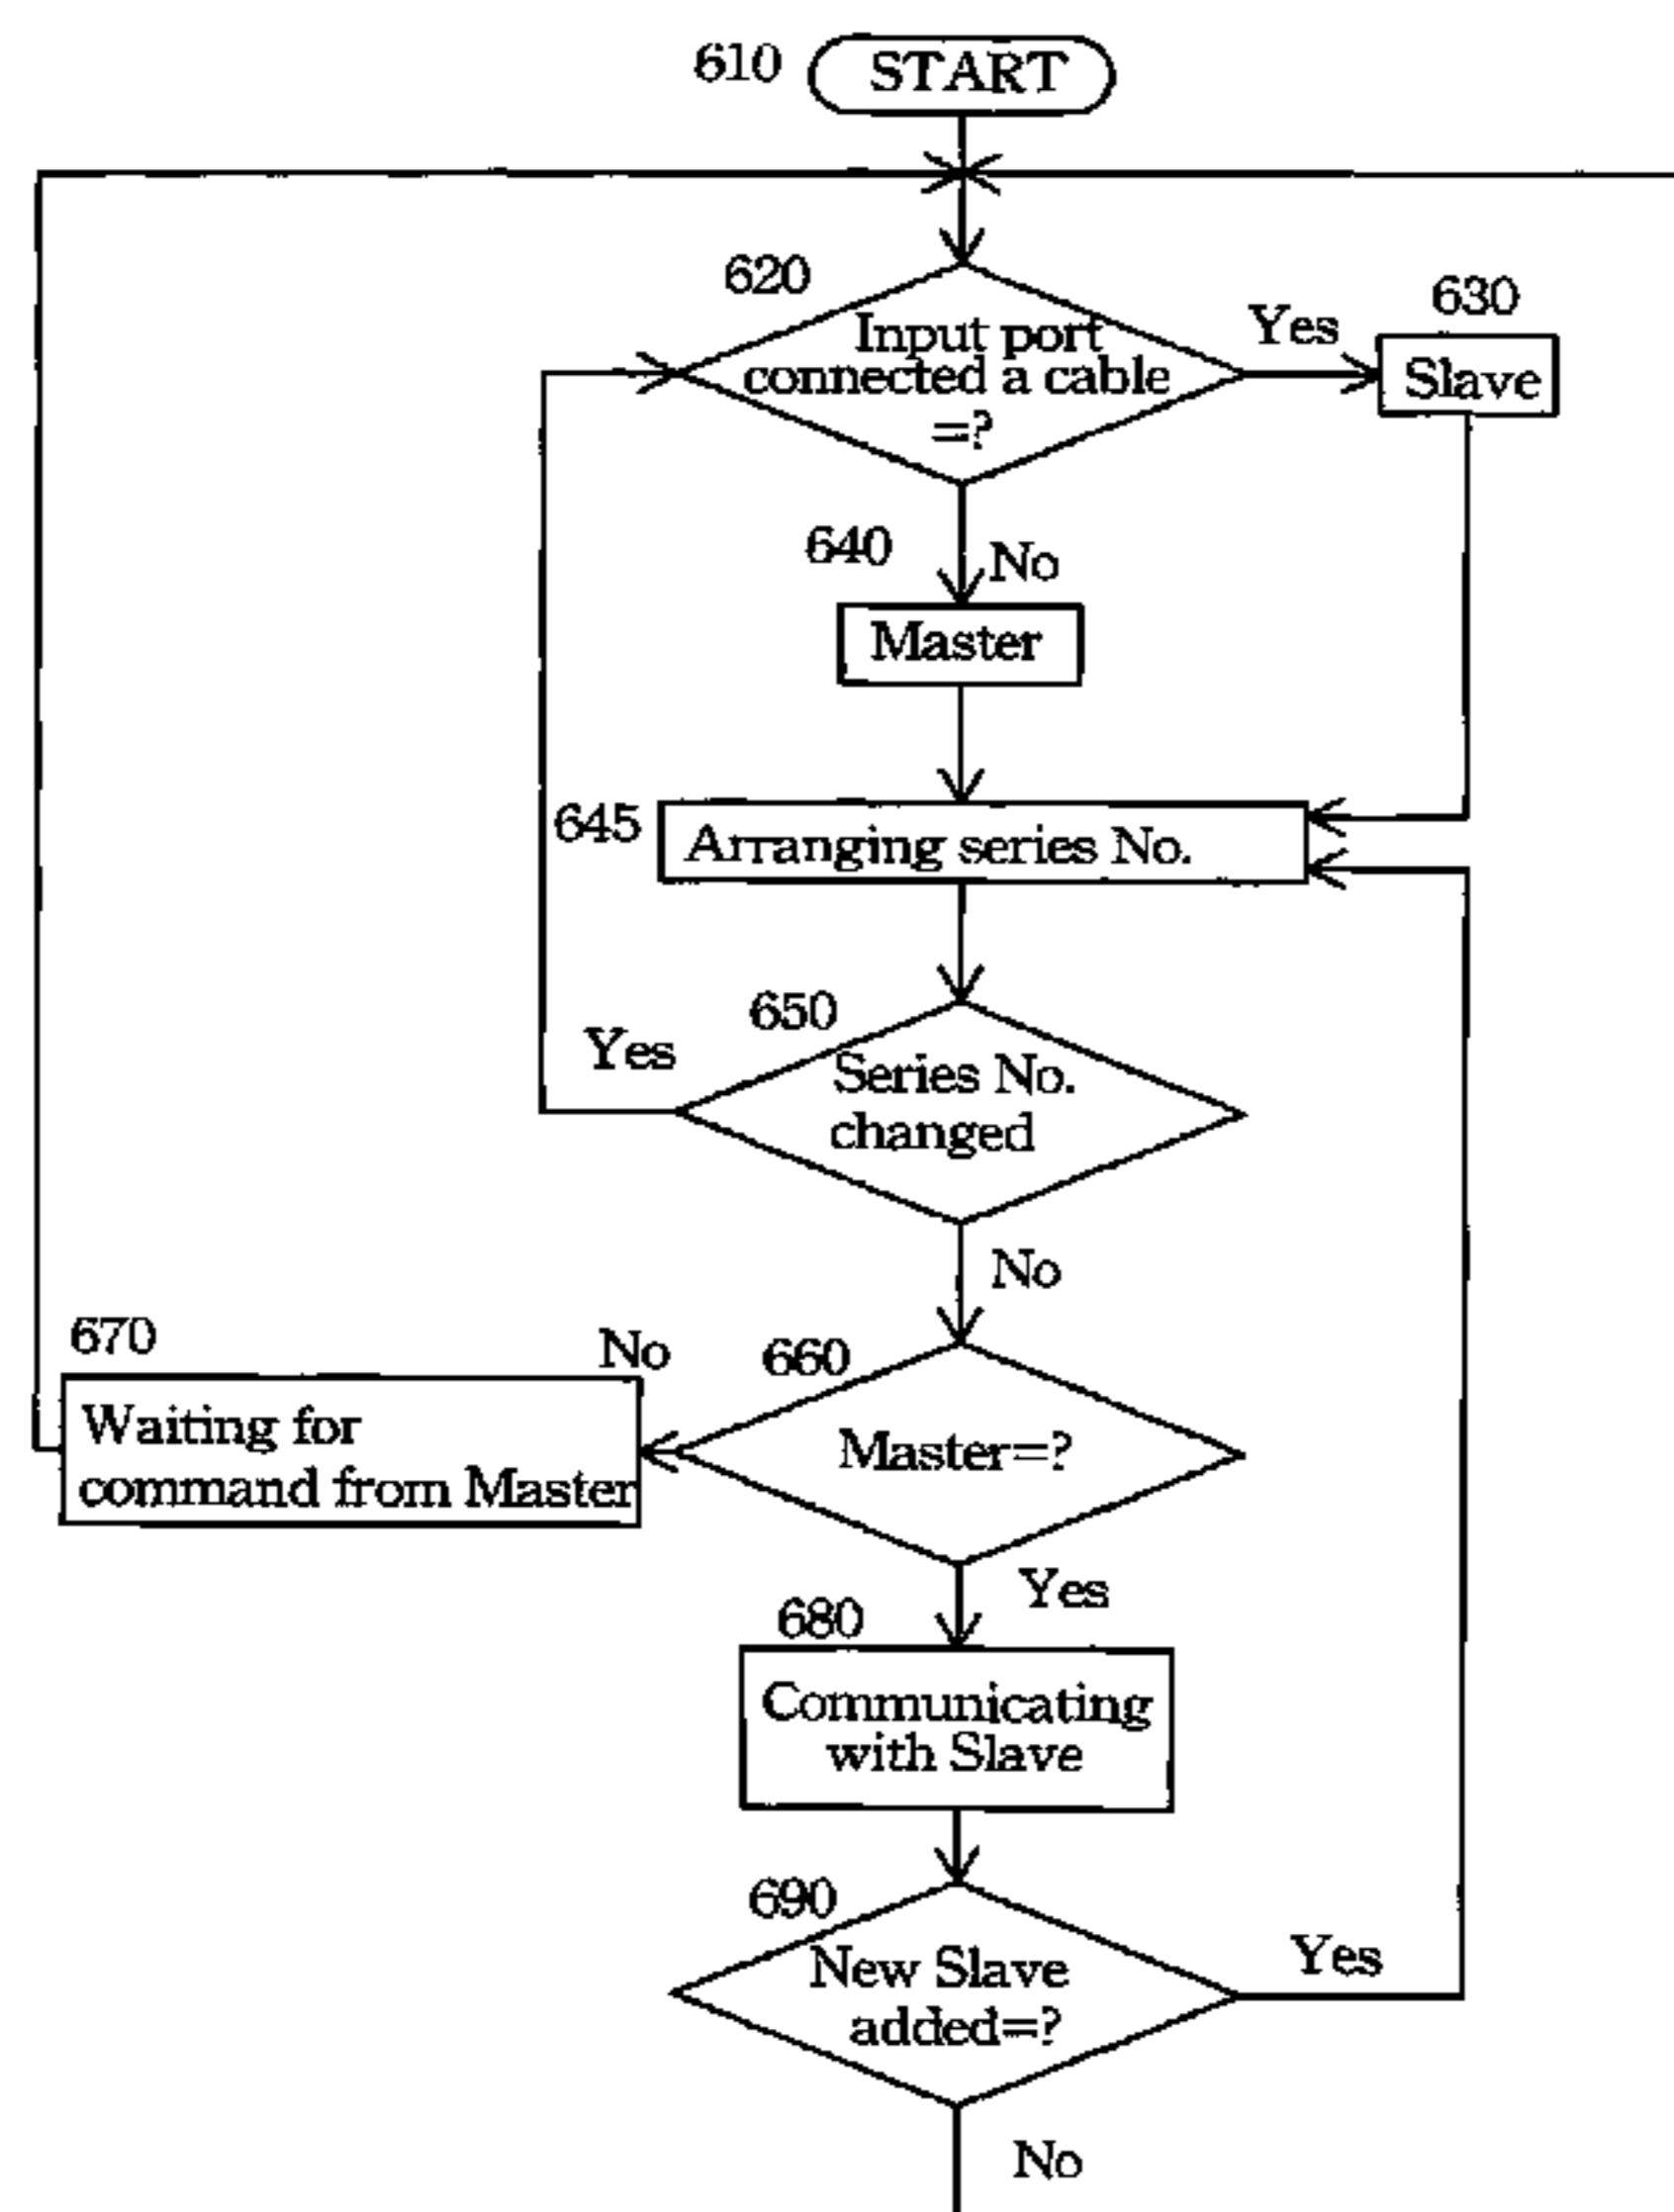 610
START
620
Input port
connected a cable
=?
Yes
630
Slave
640
No
Master
645
Arranging series No.
650
Yes
Series No.
changed
No
670
No
660
Waiting for
command from Master
Master=?
Yes
680
Communicating
with Slave
690
New Slave
added=?
Yes
No